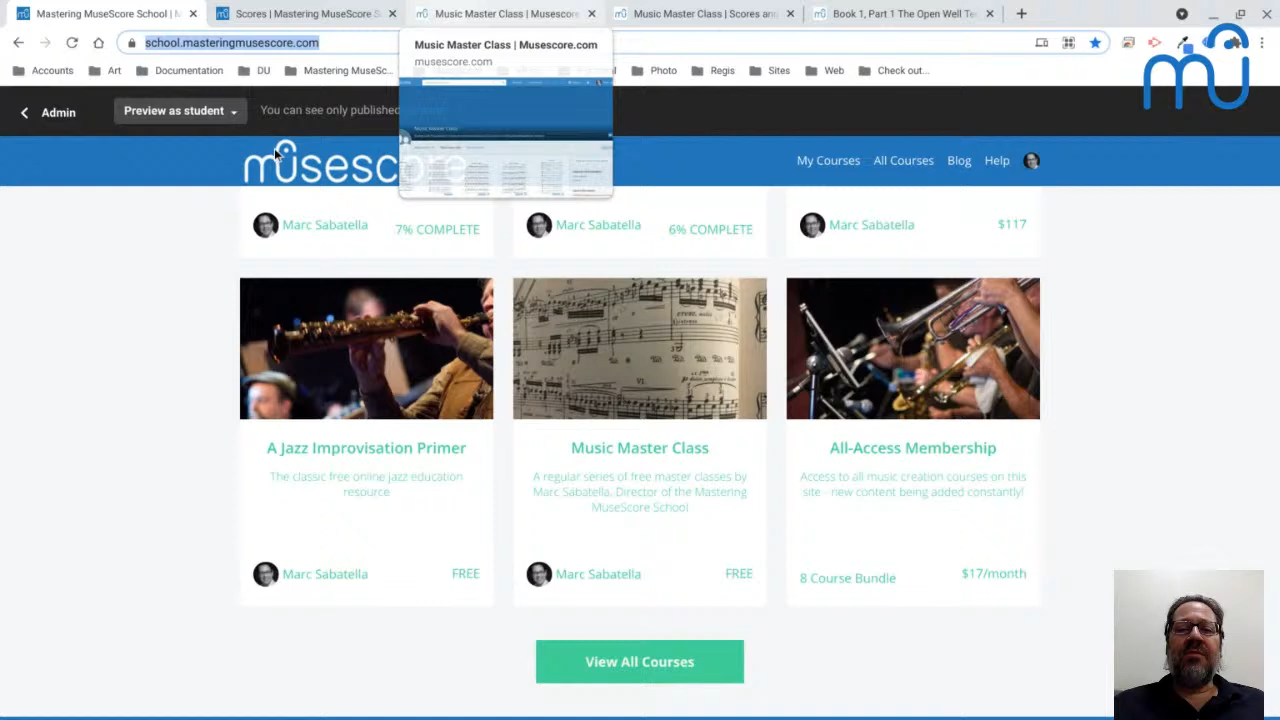 Mastering MuseScore School | M
Scores | Mastering MuseScore S
Music Master Class | Musescore
Music Master Class | Scores an
Book 1, Part 1 The Open Well Te
school.masteringmusescore.com
Music Master Class | Musescore.com
musescore.com
Accounts
Art
Documentation
DU
Mastering MuseSc...
Photo
Regis
Sites
Web
Check out...
Admin
Preview as student
You can see only published
musescore
My Courses
All Courses
Blog
Help
Marc Sabatella
7% COMPLETE
Marc Sabatella
6% COMPLETE
Marc Sabatella
$117
A Jazz Improvisation Primer
The classic free online jazz education
resource
Marc Sabatella
FREE
Music Master Class
A regular series of free master classes by
Marc Sabatella, Director of the Mastering
MuseScore School
Marc Sabatella
FREE
All-Access Membership
Access to all music creation courses on this
site - new content being added constantly!
8 Course Bundle
$17/month
View All Courses